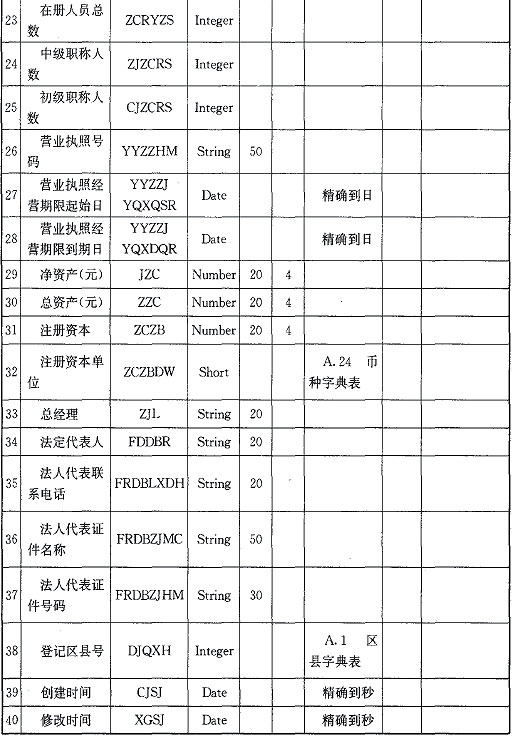 23 在册人员总数 ZCRYZS Integer
24 中级职称人数 ZJZCRS Integer
25 初级职称人数 CJZCRS Integer
26 营业执照号码 YYZZHM String 50
27 营业执照经营期限起始日 YYZZJYQXQSR Date 精确到日
28 营业执照经营期限到期日 YYZZJYQXDQR Date 精确到日
29 净资产(元) JZC Number 20 4
30 总资产(元) ZZC Number 20 4
31 注册资本 ZCZB Number 20 4
32 注册资本单位 ZCZBDW Short A.24 币种字典表
33 总经理 ZJL String 20
34 法定代表人 FDDBR String 20
35 法人代表联系电话 FRDBLXDH String 20
36 法人代表证件名称 FRDBZJMC String 50
37 法人代表证件号码 FRDBZJHM String 30
38 登记区县号 DJQXH Integer A.1 区县字典表
39 创建时间 CJSJ Date 精确到秒
40 修改时间 XGSJ Date 精确到秒